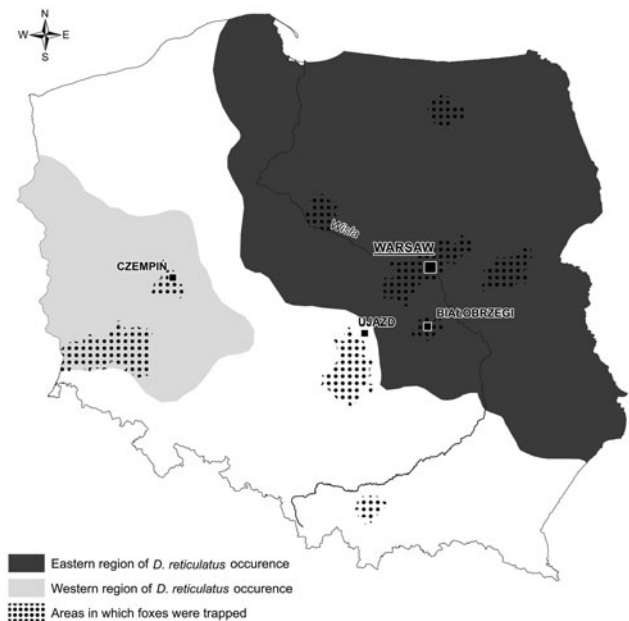 N
W E
S
Wisła
WARSAW
CZEMPIŃ
BIAŁOBRZEGI
UJAZD
Eastern region of D. reticulatus occurence
Western region of D. reticulatus occurence
Areas in which foxes were trapped